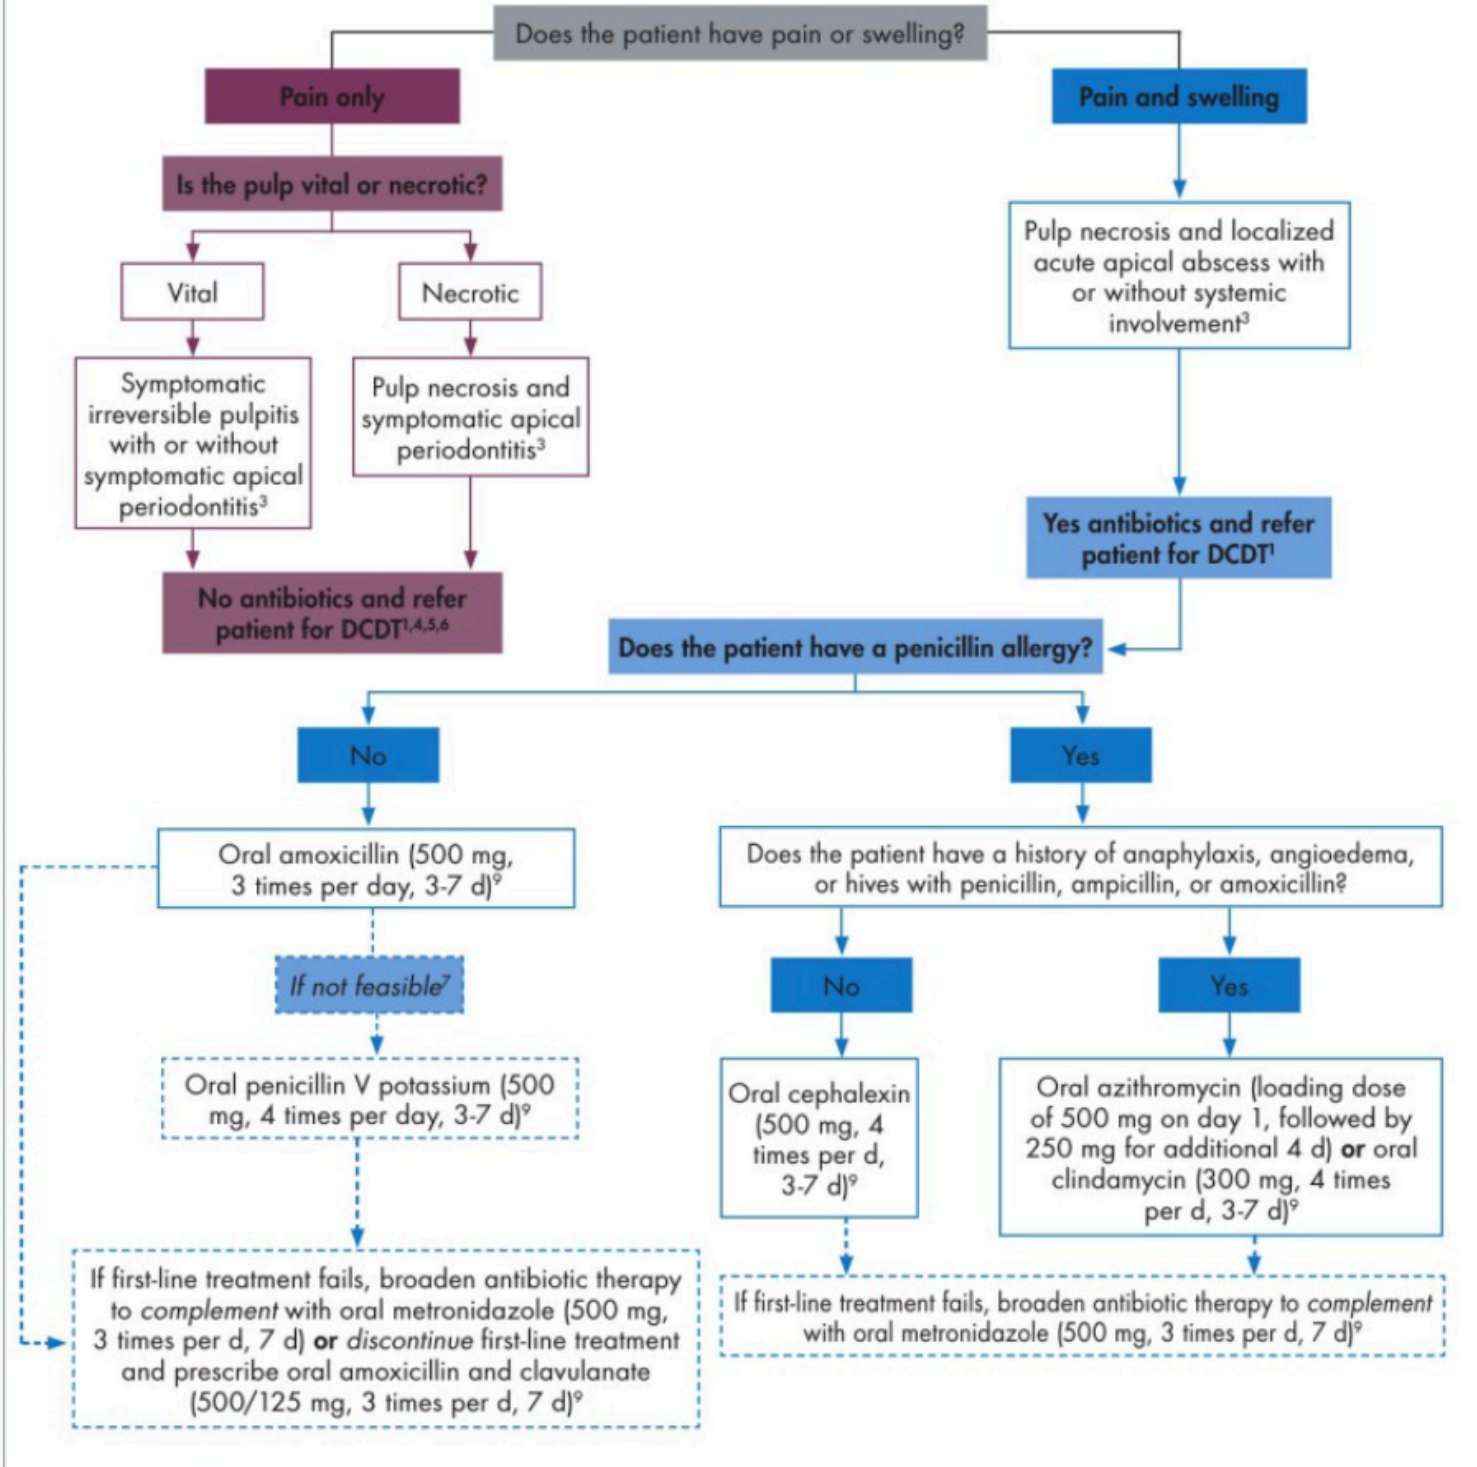 Does the patient have pain or swelling?
Pain only
Pain and swelling
Is the pulp vital or necrotic?
Vital
Necrotic
Symptomatic
irreversible pulpitis
with or without
symptomatic apical
periodontitis³
Pulp necrosis and
symptomatic apical
periodontitis³
Pulp necrosis and localized
acute apical abscess with
or without systemic
involvement³
No antibiotics and refer
patient for DCDT¹,⁴,⁵,⁶
Yes antibiotics and refer
patient for DCDT¹
Does the patient have a penicillin allergy?
No
Yes
Oral amoxicillin (500 mg,
3 times per day, 3-7 d)⁹
If not feasible⁷
Oral penicillin V potassium (500
mg, 4 times per day, 3-7 d)⁹
If first-line treatment fails, broaden antibiotic therapy
to complement with oral metronidazole (500 mg,
3 times per d, 7 d) or discontinue first-line treatment
and prescribe oral amoxicillin and clavulanate
(500/125 mg, 3 times per d, 7 d)⁹
Does the patient have a history of anaphylaxis, angioedema,
or hives with penicillin, ampicillin, or amoxicillin?
No
Yes
Oral cephalexin
(500 mg, 4
times per d,
3-7 d)⁹
Oral azithromycin (loading dose
of 500 mg on day 1, followed by
250 mg for additional 4 d) or oral
clindamycin (300 mg, 4 times
per d, 3-7 d)⁹
If first-line treatment fails, broaden antibiotic therapy to complement
with oral metronidazole (500 mg, 3 times per d, 7 d)⁹